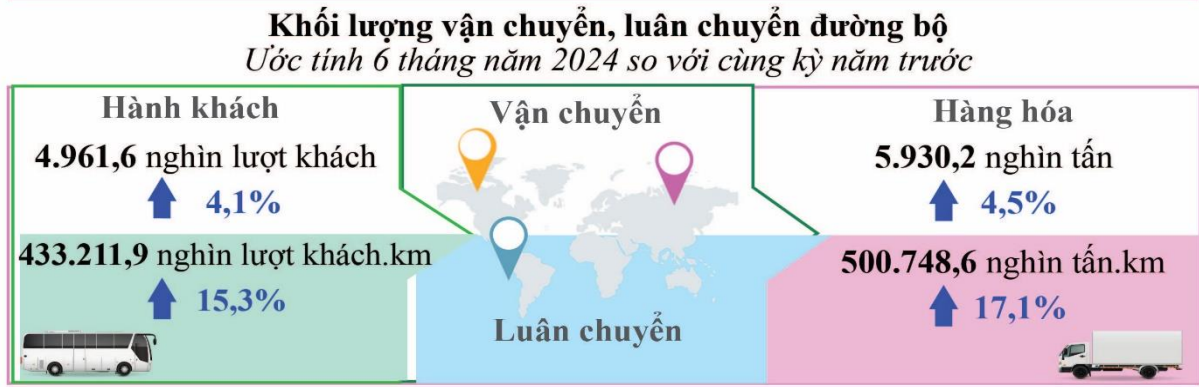 Khối lượng vận chuyển, luân chuyển đường bộ
Ước tính 6 tháng năm 2024 so với cùng kỳ năm trước
Hành khách
4.961,6 nghìn lượt khách
4,1%
433.211,9 nghìn lượt khách.km
15,3%
Vận chuyển
Luân chuyển
Hàng hóa
5.930,2 nghìn tấn
4,5%
500.748,6 nghìn tấn.km
17,1%